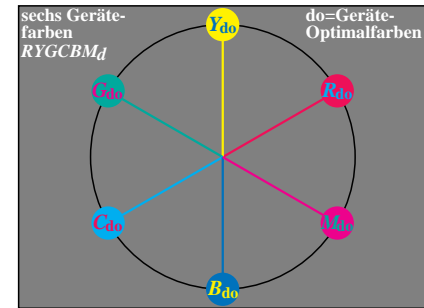 sechs Geräte-
farben
RYGCBMd
do=Geräte-
Optimalfarben
Ydo
Gdo
Rdo
Cdo
Mdo
Bdo